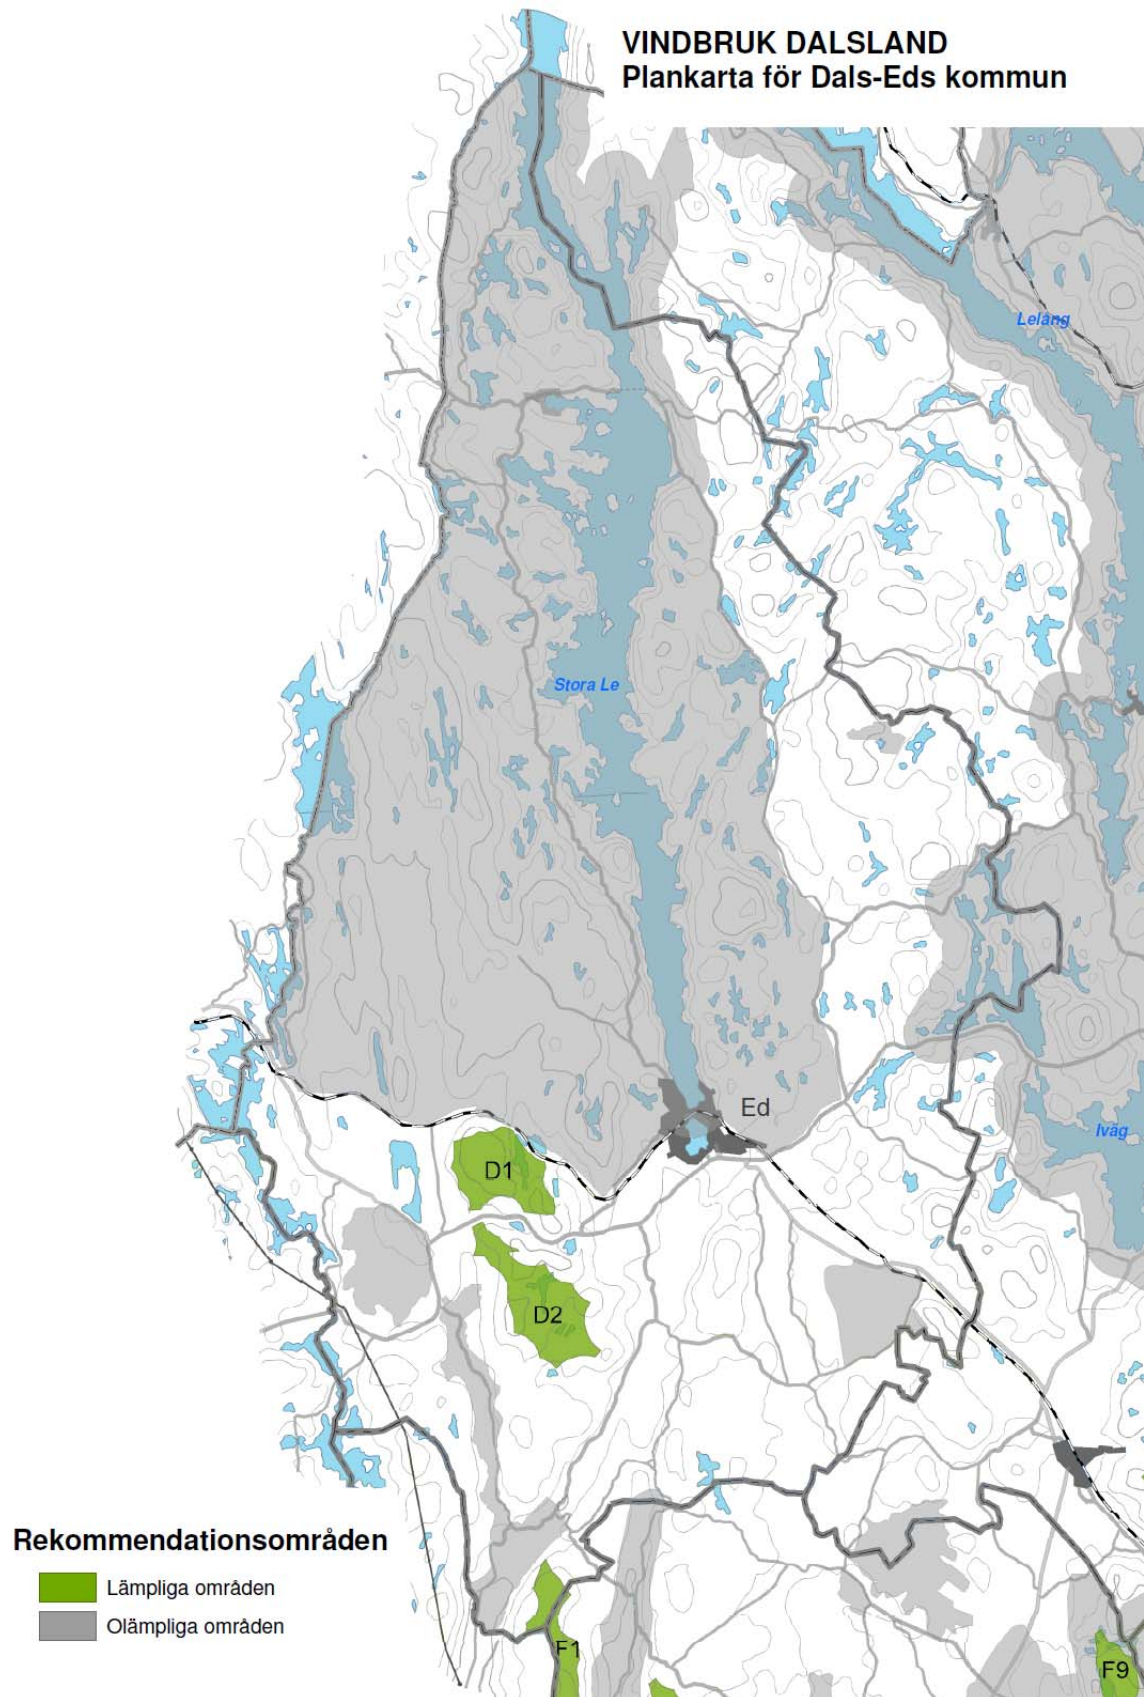 VINDBRUK DALSLAND
Plankarta för Dals-Eds kommun
Lelång
Stora Le
Ed
Iväg
D1
D2
Rekommendationsområden
Lämpliga områden
Olämpliga områden
F1
F9